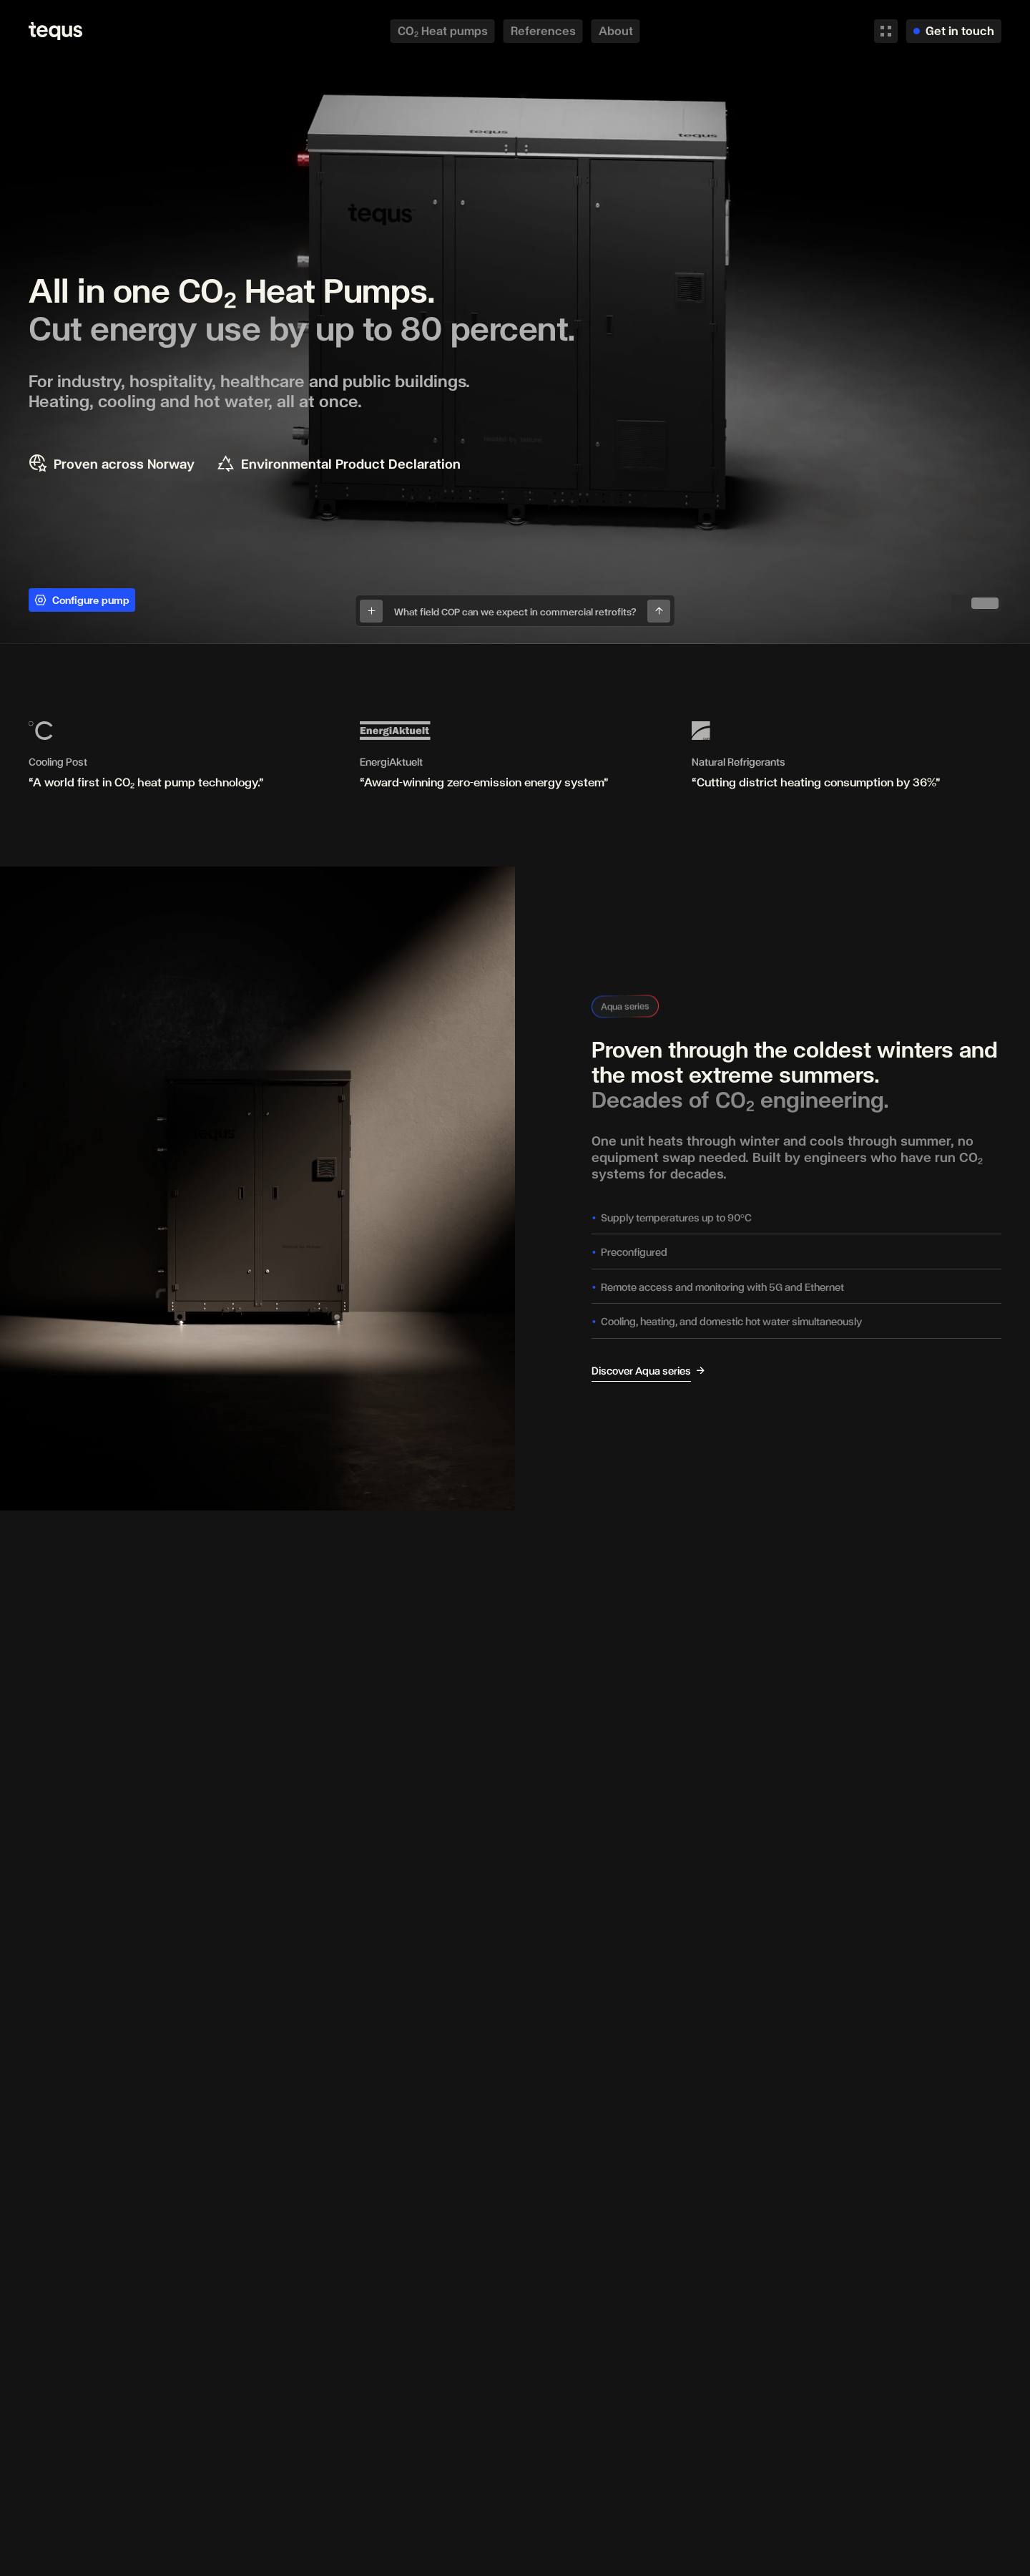 tequs
CO₂ Heat pumps
References
About
Get in touch
tequs
tequs
tequs
All in one CO₂ Heat Pumps.
Cut energy use by up to 80 percent.
For industry, hospitality, healthcare and public buildings.
Heating, cooling and hot water, all at once.
Proven across Norway
Environmental Product Declaration
Configure pump
What field COP can we expect in commercial retrofits?
°C
EnergiAktuelt
Cooling Post
EnergiAktuelt
Natural Refrigerants
“A world first in CO₂ heat pump technology.”
“Award-winning zero-emission energy system”
“Cutting district heating consumption by 36%”
tequs
Aqua series
Proven through the coldest winters and
the most extreme summers.
Decades of CO₂ engineering.
One unit heats through winter and cools through summer, no
equipment swap needed. Built by engineers who have run CO₂
systems for decades.
Supply temperatures up to 90°C
Preconfigured
Remote access and monitoring with 5G and Ethernet
Cooling, heating, and domestic hot water simultaneously
Discover Aqua series